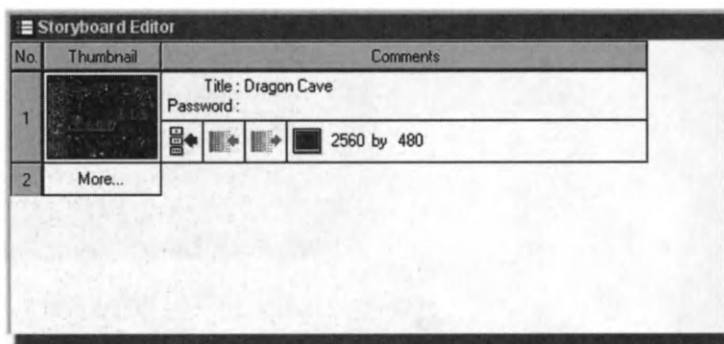 Storyboard Editor
No. Thumbnail Comments
1
Title : Dragon Cave
Password :
2560 by 480
2 More...